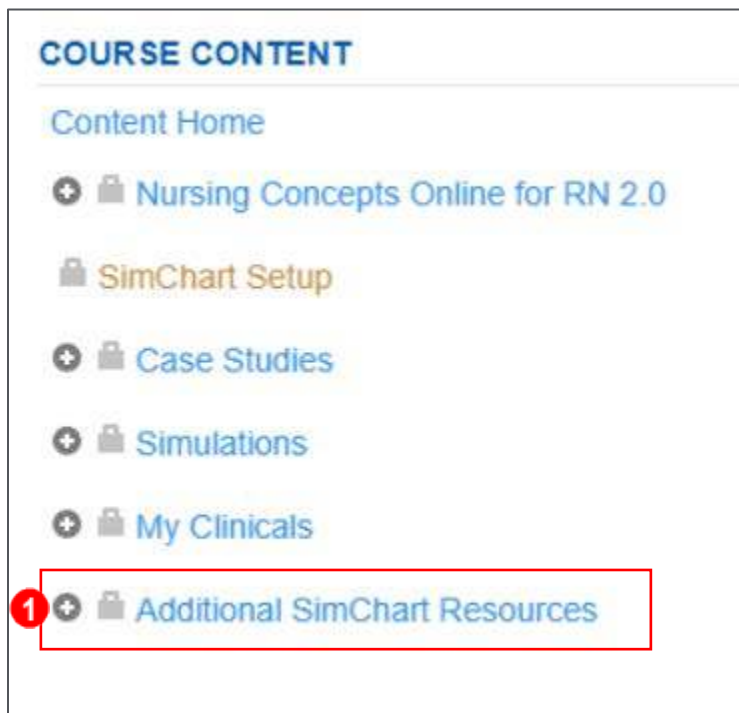 COURSE CONTENT
Content Home
Nursing Concepts Online for RN 2.0
SimChart Setup
Case Studies
Simulations
My Clinicals
1 Additional SimChart Resources